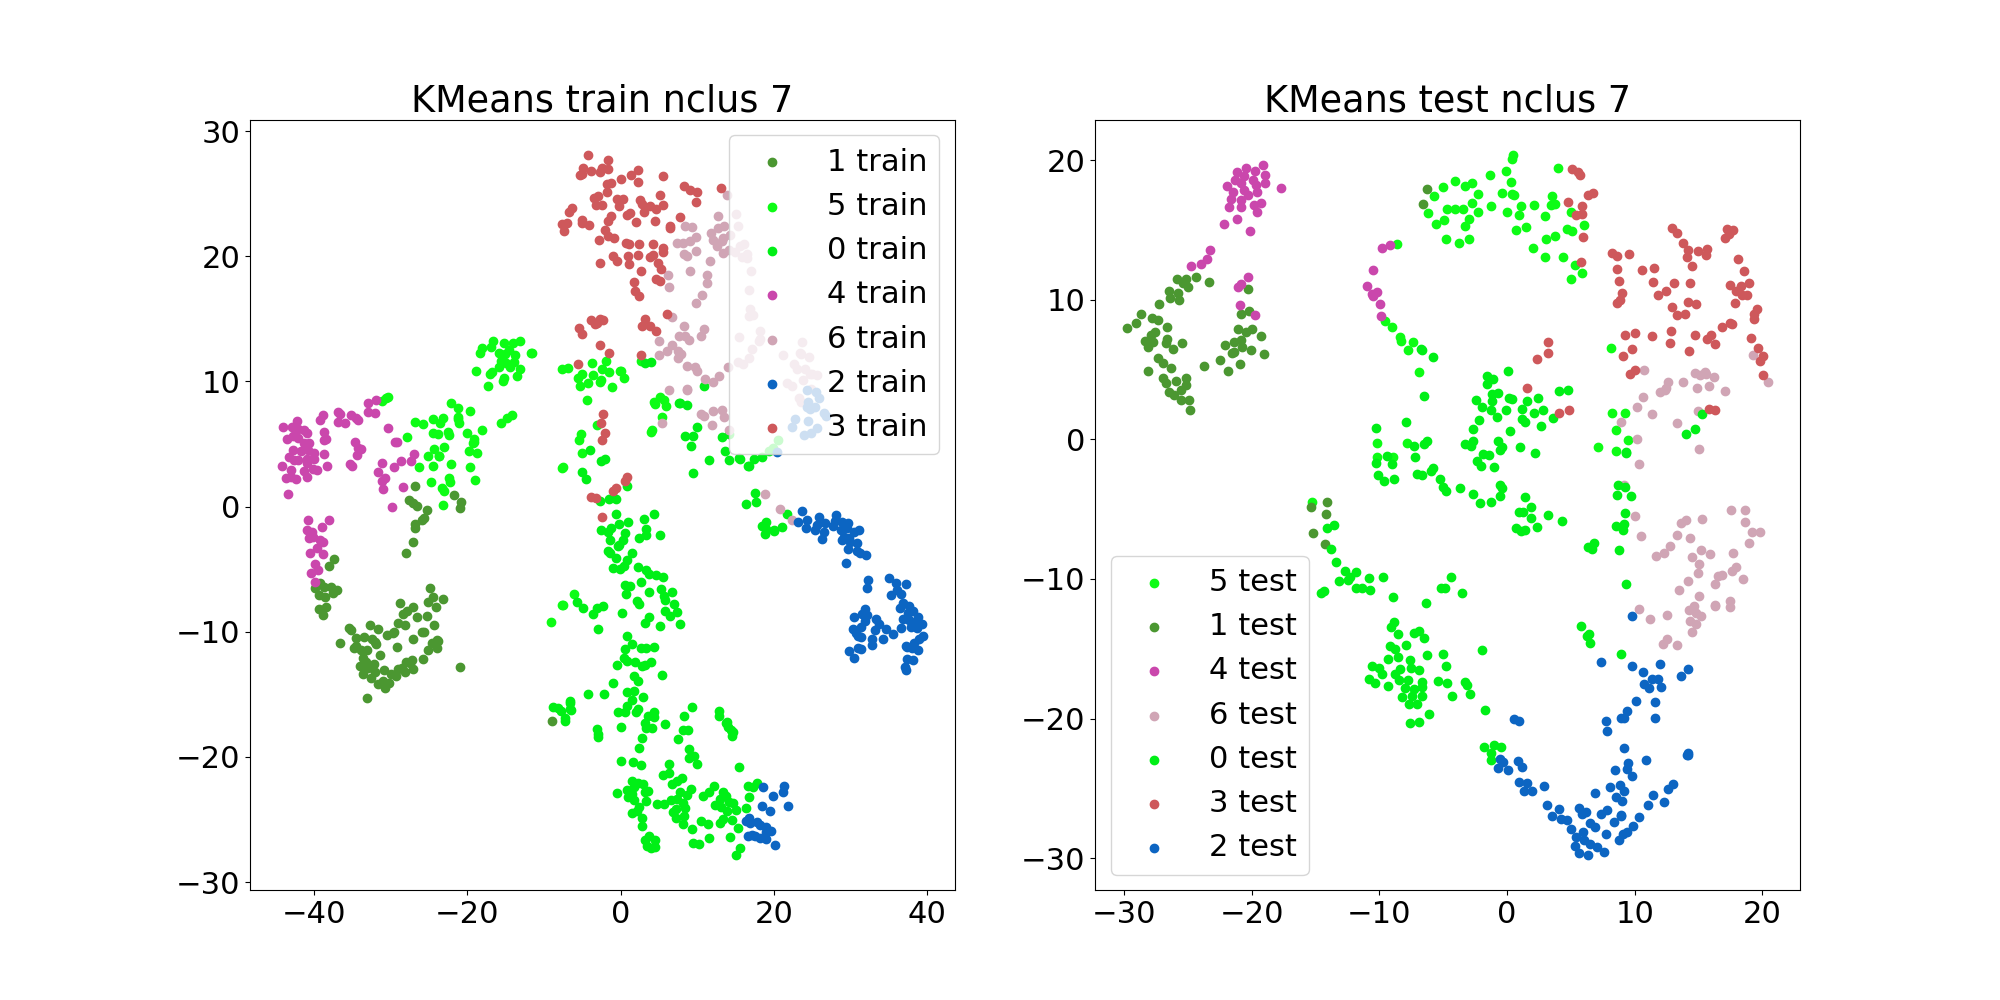 KMeans train nclus 7
30
20
10
0
−10
−20
−30
−40
−20
0
20
40
1 train
5 train
0 train
4 train
6 train
2 train
3 train
KMeans test nclus 7
20
10
0
−10
−20
−30
−30
−20
−10
0
10
20
5 test
1 test
4 test
6 test
0 test
3 test
2 test